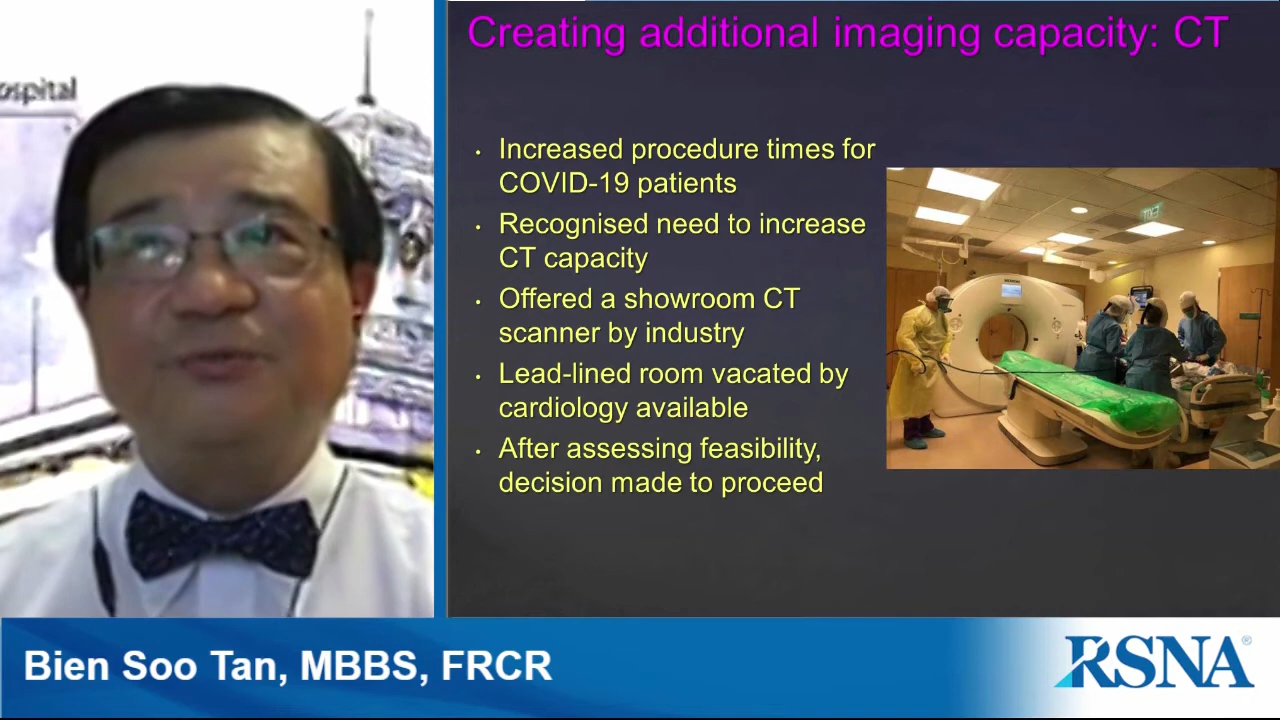 ospital
Creating additional imaging capacity: CT
• Increased procedure times for
COVID-19 patients
• Recognised need to increase
CT capacity
• Offered a showroom CT
scanner by industry
• Lead-lined room vacated by
cardiology available
• After assessing feasibility,
decision made to proceed
Bien Soo Tan, MBBS, FRCR
RSNA®